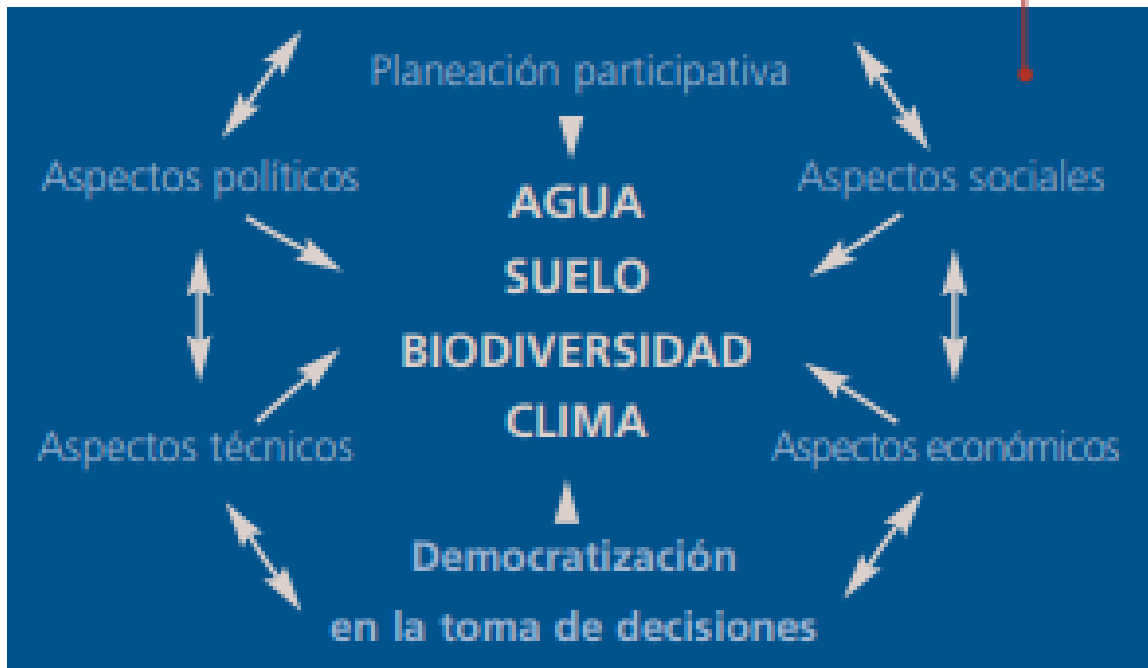 Planeación participativa
Aspectos políticos
Aspectos sociales
AGUA
SUELO
BIODIVERSIDAD
CLIMA
Aspectos técnicos
Aspectos económicos
Democratización
en la toma de decisiones